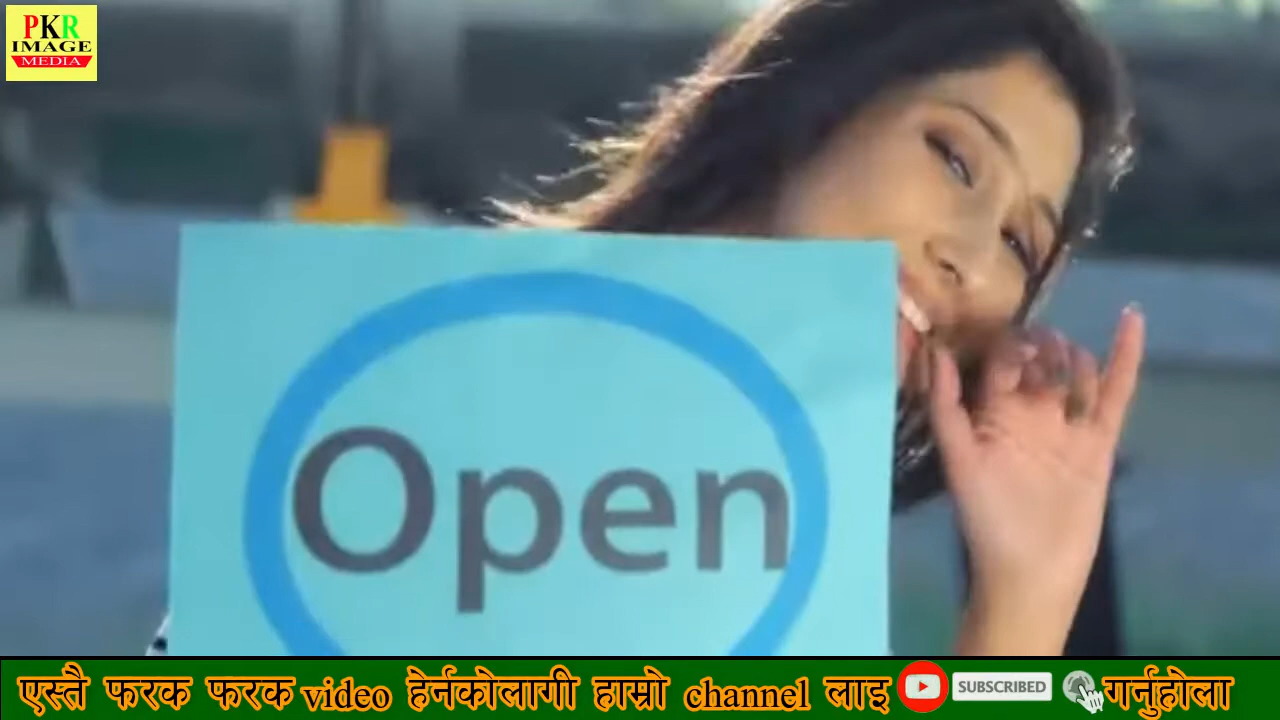 PKR
IMAGE
MEDIA
Open
एस्तै फरक फरक video हेर्नकोलागी हाम्रो channel लाइ SUBSCRIBED गर्नुहोला